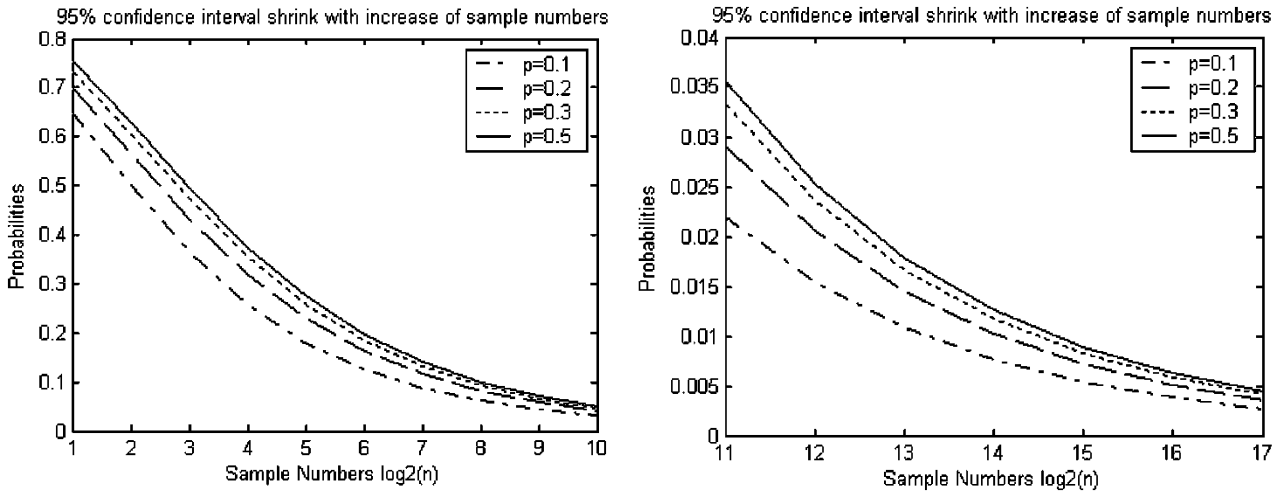 95% confidence interval shrink with increase of sample numbers
0.8
0.7
0.6
0.5
0.4
0.3
0.2
0.1
0
Probabilities
p=0.1
p=0.2
p=0.3
p=0.5
1 2 3 4 5 6 7 8 9 10
Sample Numbers log2(n)
95% confidence interval shrink with increase of sample numbers
0.04
0.035
0.03
0.025
0.02
0.015
0.01
0.005
0
Probabilities
p=0.1
p=0.2
p=0.3
p=0.5
11 12 13 14 15 16 17
Sample Numbers log2(n)